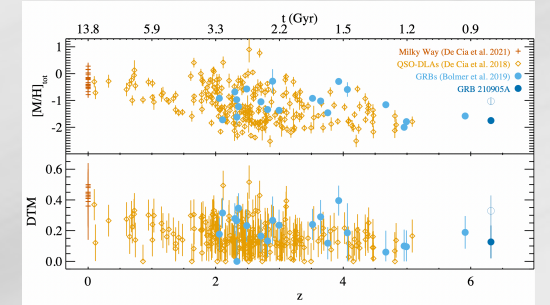 t (Gyr)
13.8 5.9 3.3 2.2 1.5 1.2 0.9
Milky Way (De Cia et al. 2021)
QSO-DLAs (De Cia et al. 2018)
GRBs (Bolmer et al. 2019)
GRB 210905A
1
0
-1
-2
[M/H]tot
0.6
0.4
0.2
0.0
DTM
0 2 4 6
z